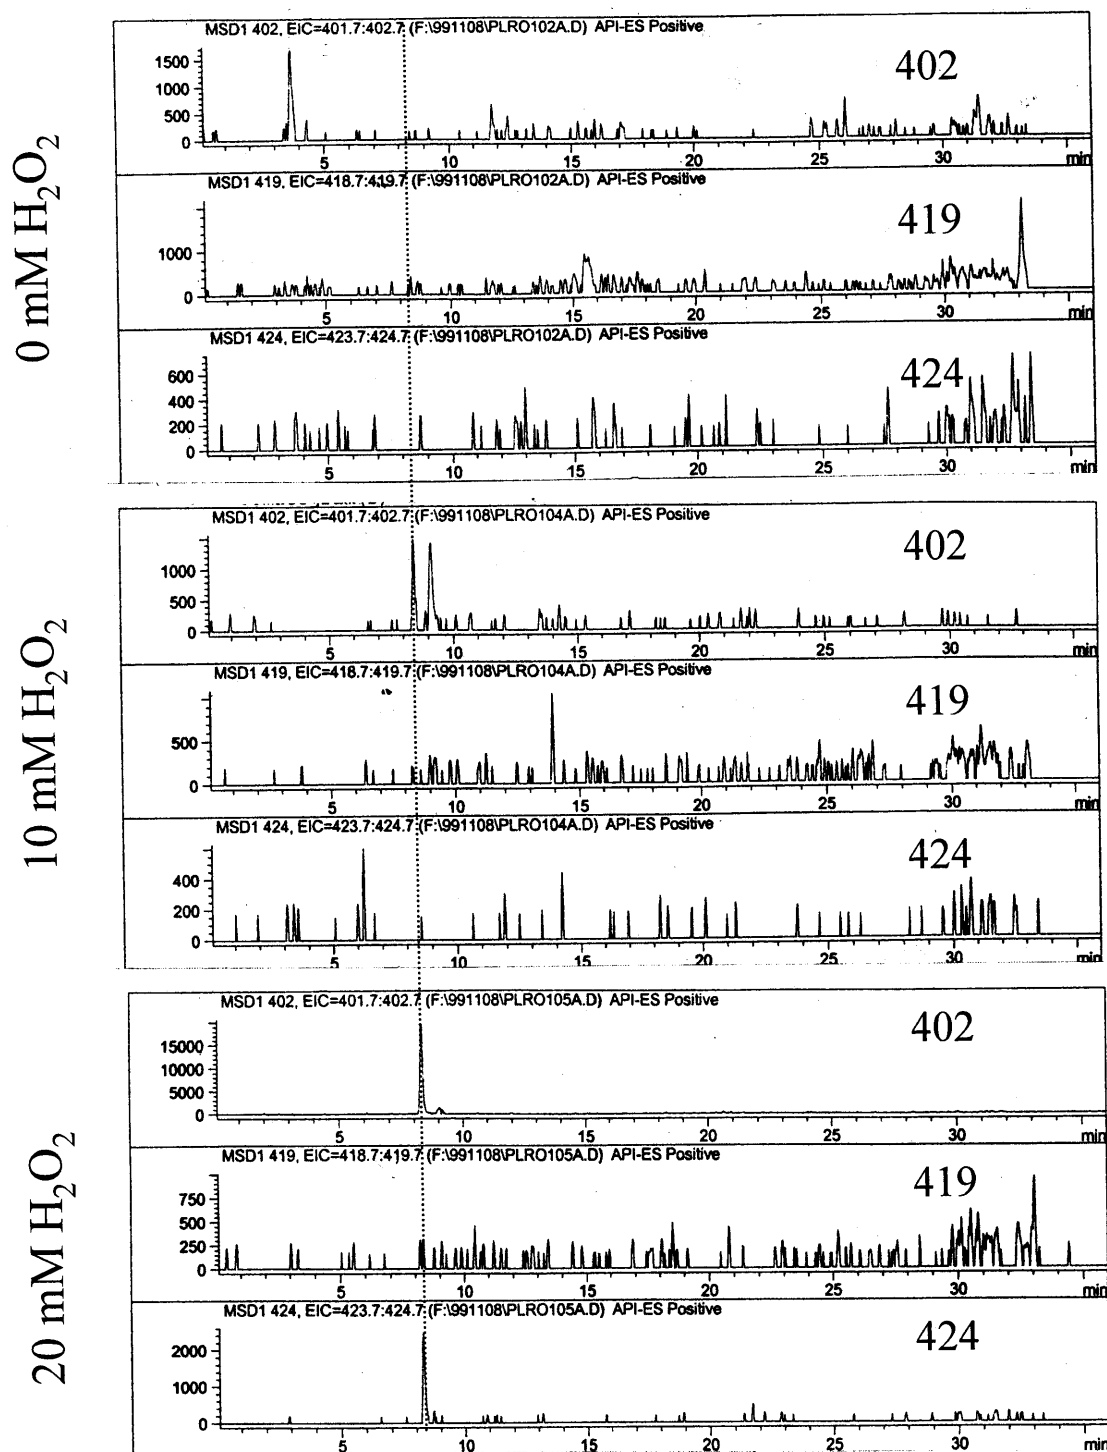 0 mM H2O2
MSD1 402, EIC=401.7:402.7 (F:\991108\PLRO102A.D) API-ES Positive
402
1500
1000
500
0
5 10 15 20 25 30 min
MSD1 419, EIC=418.7:419.7 (F:\991108\PLRO102A.D) API-ES Positive
419
1000
0
5 10 15 20 25 30 min
MSD1 424, EIC=423.7:424.7 (F:\991108\PLRO102A.D) API-ES Positive
424
600
400
200
0
5 10 15 20 25 30 min
10 mM H2O2
MSD1 402, EIC=401.7:402.7 (F:\991108\PLRO104A.D) API-ES Positive
402
1000
500
0
5 10 15 20 25 30 min
MSD1 419, EIC=418.7:419.7 (F:\991108\PLRO104A.D) API-ES Positive
419
500
0
5 10 15 20 25 30 min
MSD1 424, EIC=423.7:424.7 (F:\991108\PLRO104A.D) API-ES Positive
424
400
200
0
5 10 15 20 25 30 min
20 mM H2O2
MSD1 402, EIC=401.7:402.7 (F:\991108\PLRO105A.D) API-ES Positive
402
15000
10000
5000
0
5 10 15 20 25 30 min
MSD1 419, EIC=418.7:419.7 (F:\991108\PLRO105A.D) API-ES Positive
419
750
500
250
0
5 10 15 20 25 30 min
MSD1 424, EIC=423.7:424.7 (F:\991108\PLRO105A.D) API-ES Positive
424
2000
1000
0
5 10 15 20 25 30 min